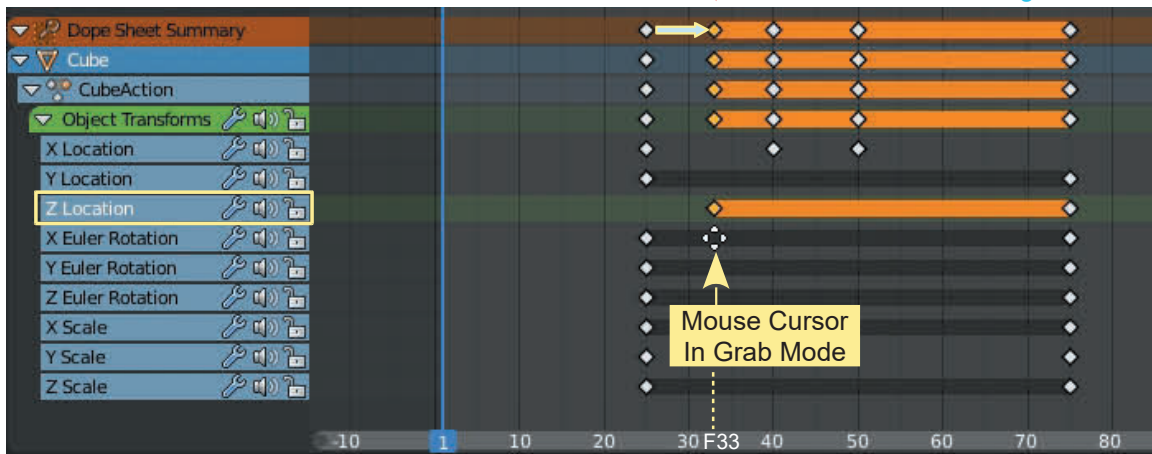 Dope Sheet Summary
Cube
CubeAction
Object Transforms
X Location
Y Location
Z Location
X Euler Rotation
Y Euler Rotation
Z Euler Rotation
X Scale
Y Scale
Z Scale
Mouse Cursor
In Grab Mode
-10 1 10 20 30 F33 40 50 60 70 80